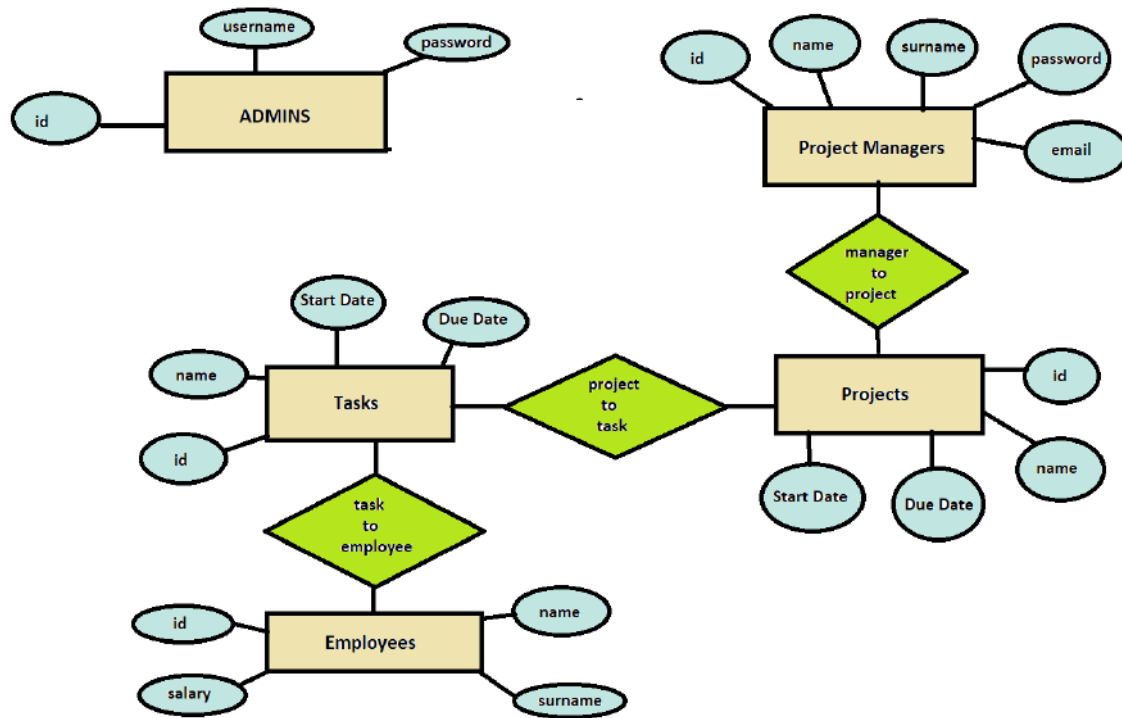 username
password
id
ADMINS
id
name
surname
password
email
Project Managers
manager
to
project
Start Date
Due Date
name
id
Tasks
project
to
task
Projects
id
name
Start Date
Due Date
task
to
employee
id
name
salary
surname
Employees